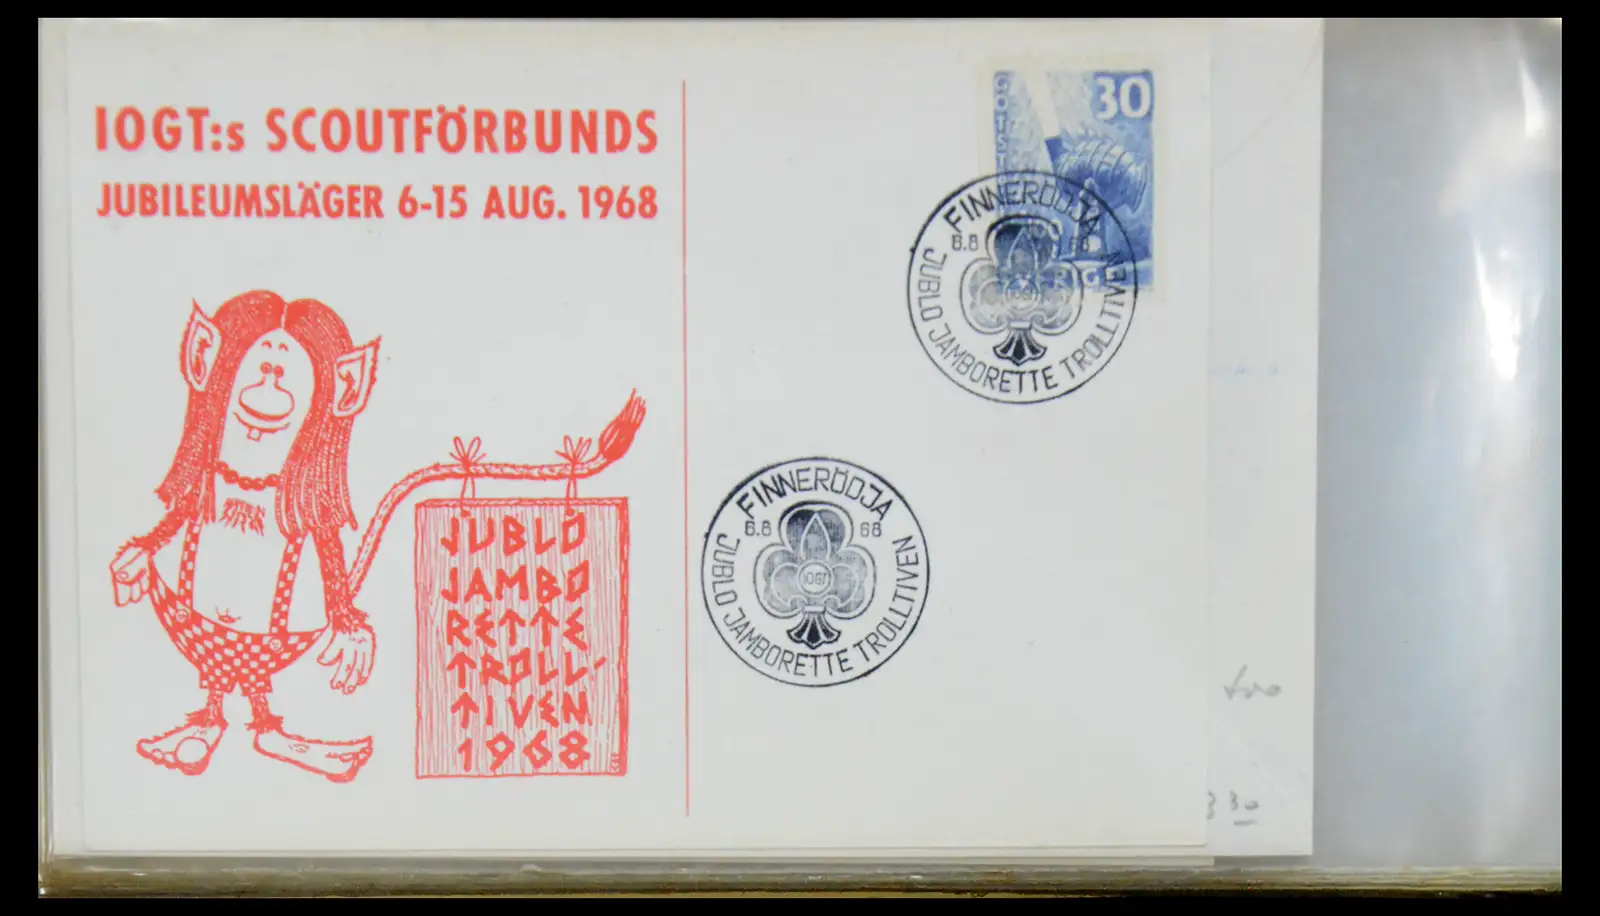 IOGT:s SCOUTFÖRBUNDS
JUBILEUMSLÄGER 6-15 AUG. 1968
JUBLO
JAMBO
RETTE
TROLL-
TIVEN
1968
30
FINNERÖDJA
6.8 68
IOGT
JUBLO JAMBORETTE TROLLTIVEN
FINNERÖDJA
6.8 68
IOGT
JUBLO JAMBORETTE TROLLTIVEN